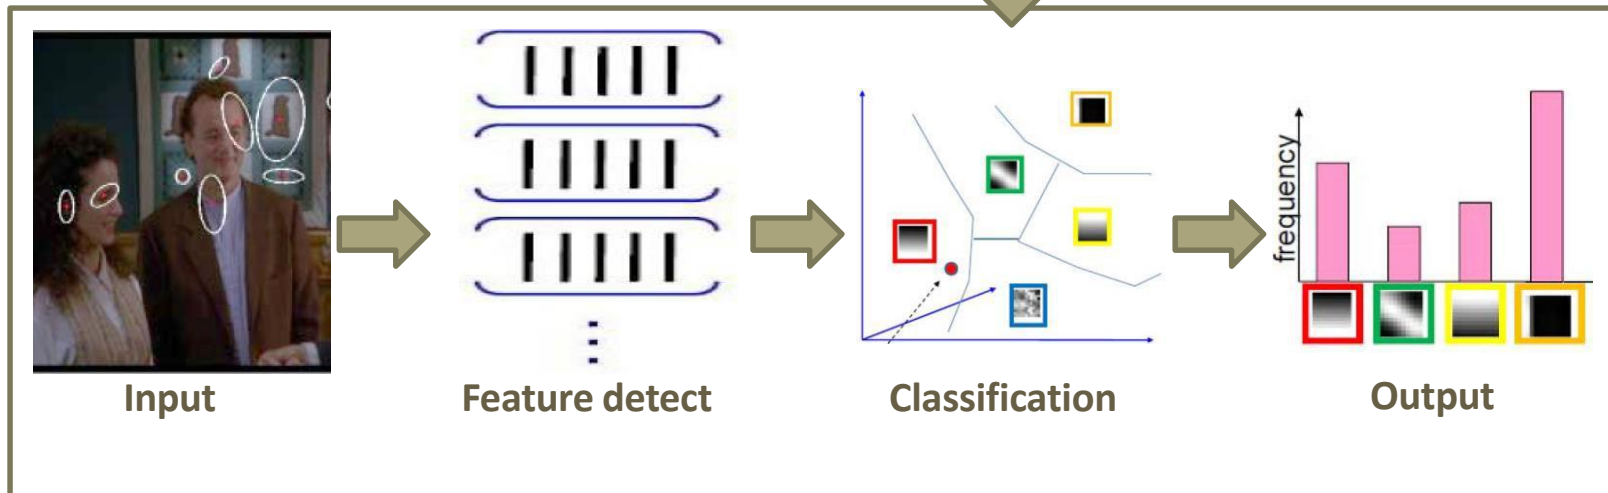 frequency
Input
Feature detect
Classification
Output